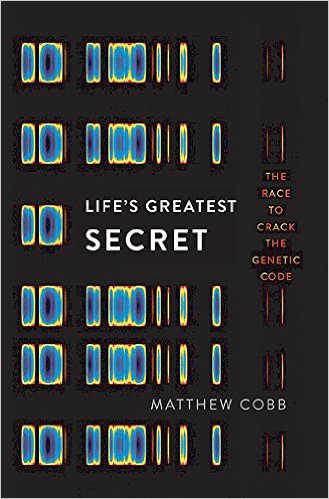 LIFE'S GREATEST
SECRET
THE
RACE
TO
CRACK
THE
GENETIC
CODE
MATTHEW COBB